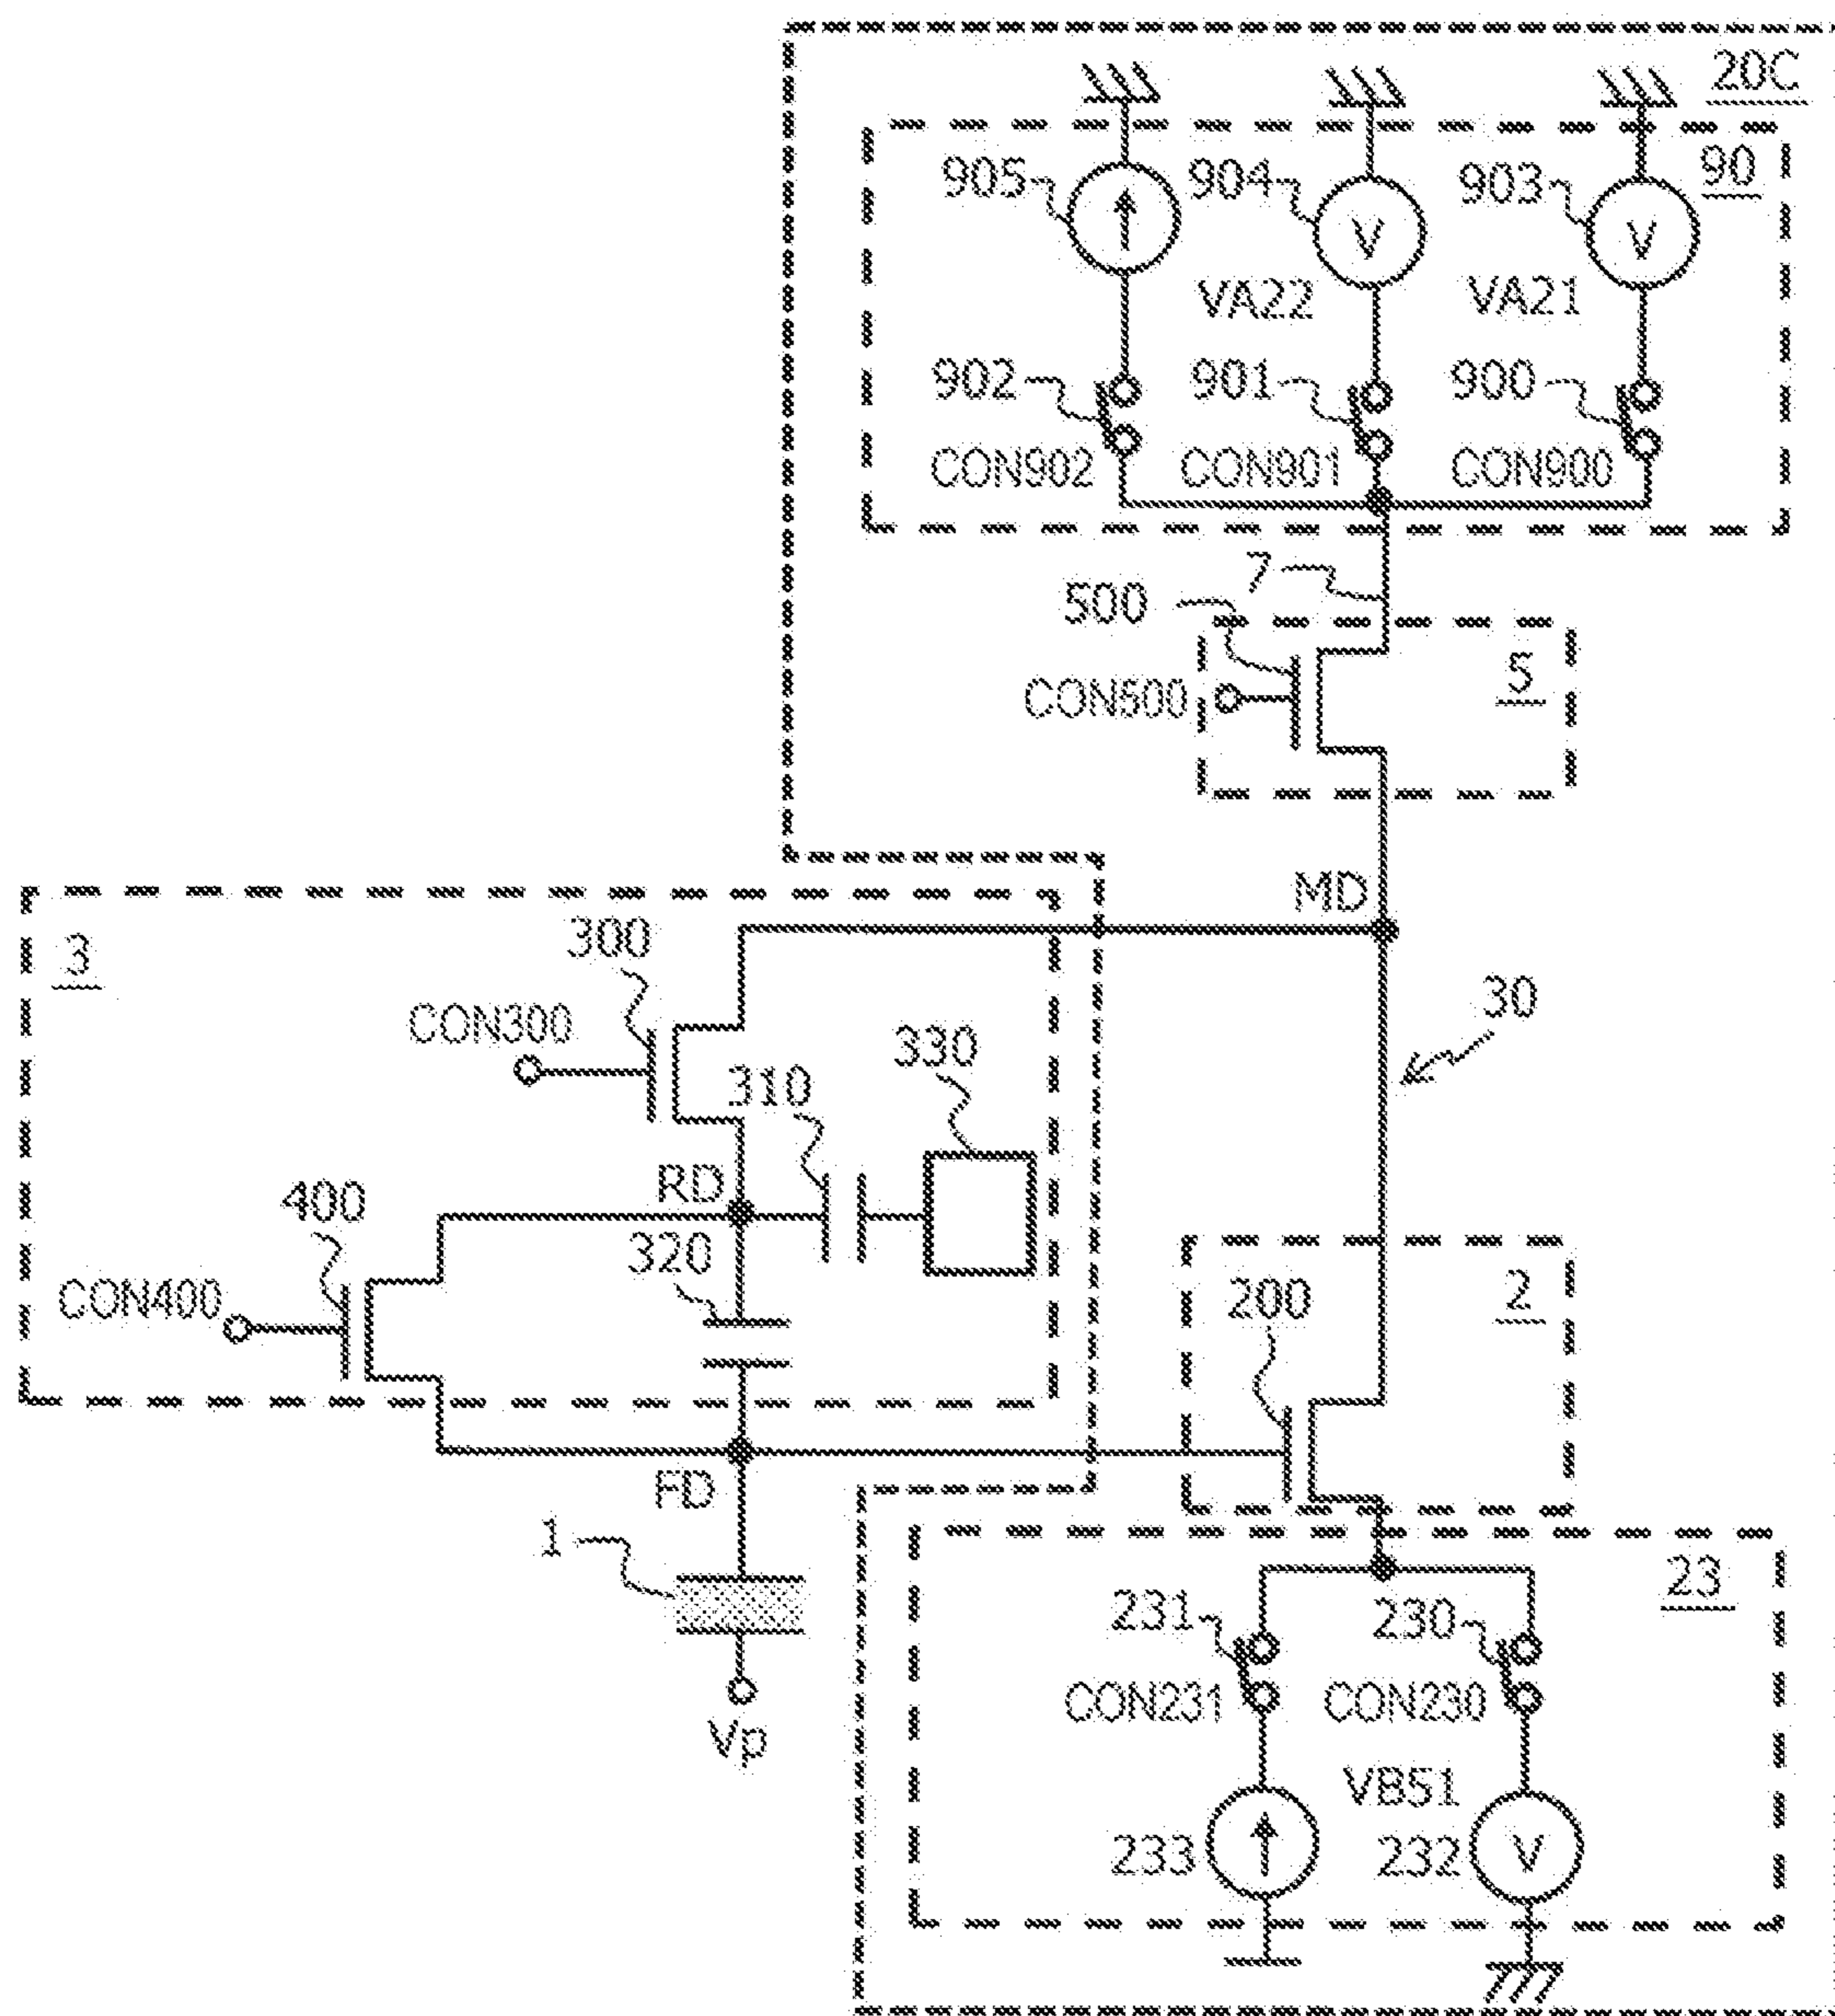 20C
905
904
903
90
V
V
VA22
VA21
902
901
900
CON902
CON901
CON900
7
500
CON500
5
MD
3
300
CON300
310
330
30
RD
400
320
CON400
2
200
FD
1
23
231
230
CON231
CON230
Vp
VB51
233
232
V